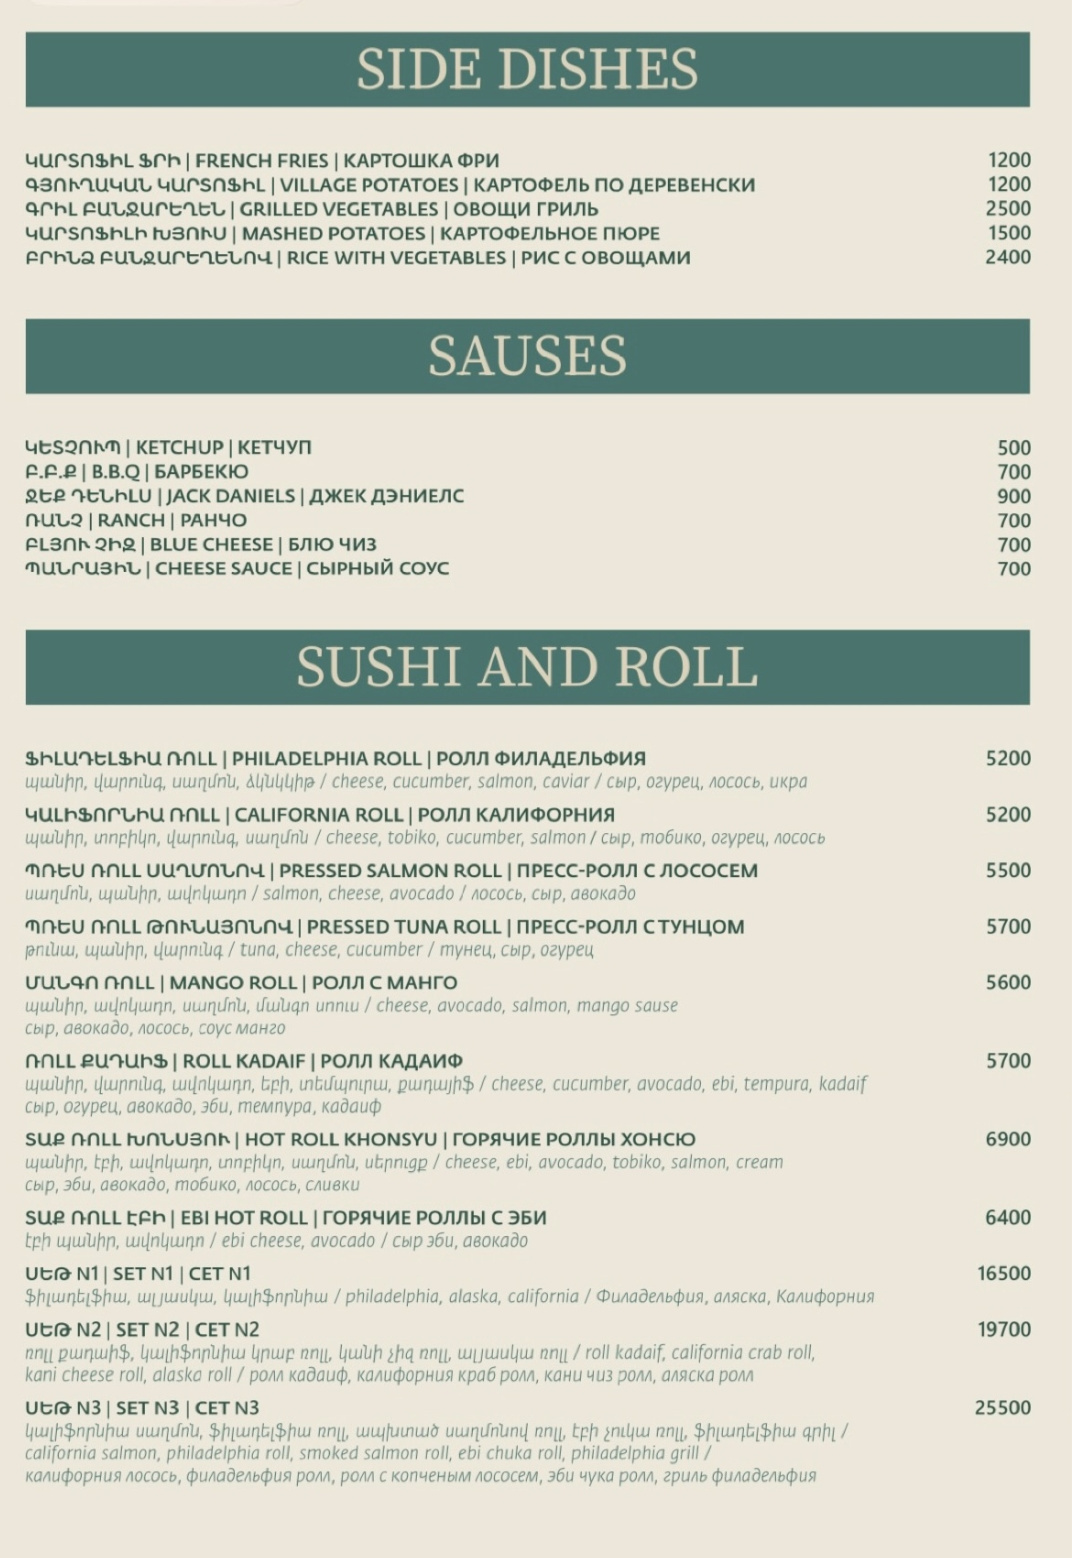 SIDE DISHES
ԿԱՐՏՈՖԻԼ ՖՐԻ | FRENCH FRIES | КАРТОШКА ФРИ 1200
ԳՅՈՒՂԱԿԱՆ ԿԱՐՏՈՖԻԼ | VILLAGE POTATOES | КАРТОФЕЛЬ ПО ДЕРЕВЕНСКИ 1200
ԳՐԻԼ ԲԱՆՋԱՐԵՂԵՆ | GRILLED VEGETABLES | ОВОЩИ ГРИЛЬ 2500
ԿԱՐՏՈՖԻԼԻ ԽՅՈՒՍ | MASHED POTATOES | КАРТОФЕЛЬНОЕ ПЮРЕ 1500
ԲՐԻՆՁ ԲԱՆՋԱՐԵՂԵՆՈՎ | RICE WITH VEGETABLES | РИС С ОВОЩАМИ 2400
SAUSES
ԿԵՏՉՈՒՊ | KETCHUP | КЕТЧУП 500
Բ.Բ.Ք | B.B.Q | БАРБЕКЮ 700
ՋԵՔ ԴԵՆԻԼՍ | JACK DANIELS | ДЖЕК ДЭНИЕЛС 900
ՌԱՆՉ | RANCH | РАНЧО 700
ԲԼՅՈՒ ՉԻԶ | BLUE CHEESE | БЛЮ ЧИЗ 700
ՊԱՆՐԱՅԻՆ | CHEESE SAUCE | СЫРНЫЙ СОУС 700
SUSHI AND ROLL
ՖԻԼԱԴԵԼՖԻԱ ՌՈԼԼ | PHILADELPHIA ROLL | РОЛЛ ФИЛАДЕЛЬФИЯ 5200
պանիր, վարունգ, սաղմոն, ձկնկկիթ / cheese, cucumber, salmon, caviar / сыр, огурец, лосось, икра
ԿԱԼԻՖՈՐՆԻԱ ՌՈԼԼ | CALIFORNIA ROLL | РОЛЛ КАЛИФОРНИЯ 5200
պանիր, տոբիկո, վարունգ, սաղմոն / cheese, tobiko, cucumber, salmon / сыр, тобико, огурец, лосось
ՊՌԵՍ ՌՈԼԼ ՍԱՂՄՈՆՈՎ | PRESSED SALMON ROLL | ПРЕСС-РОЛЛ С ЛОСОСЕМ 5500
սաղմոն, պանիր, ավոկադո / salmon, cheese, avocado / лосось, сыр, авокадо
ՊՌԵՍ ՌՈԼԼ ԹՈՒՆԱՅՈՆՈՎ | PRESSED TUNA ROLL | ПРЕСС-РОЛЛ С ТУНЦОМ 5700
թունա, պանիր, վարունգ / tuna, cheese, cucumber / тунец, сыр, огурец
ՄԱՆԳՈ ՌՈԼԼ | MANGO ROLL | РОЛЛ С МАНГО 5600
պանիր, ավոկադո, սաղմոն, մանգո սոուս / cheese, avocado, salmon, mango sause
сыр, авокадо, лосось, соус манго
ՌՈԼԼ ՔԱԴԱԻՖ | ROLL KADAIF | РОЛЛ КАДАИФ 5700
պանիր, վարունգ, ավոկադո, եբի, տեմպուրա, քադայիֆ / cheese, cucumber, avocado, ebi, tempura, kadaif
сыр, огурец, авокадо, эби, темпура, кадаиф
ՏԱՔ ՌՈԼԼ ԽՈՆՍՅՈՒ | HOT ROLL KHONSYU | ГОРЯЧИЕ РОЛЛЫ ХОНСЮ 6900
պանիր, էբի, ավոկադո, տոբիկո, սաղմոն, սերուցք / cheese, ebi, avocado, tobiko, salmon, cream
сыр, эби, авокадо, тобико, лосось, сливки
ՏԱՔ ՌՈԼԼ ԷԲԻ | EBI HOT ROLL | ГОРЯЧИЕ РОЛЛЫ С ЭБИ 6400
էբի պանիր, ավոկադո / ebi cheese, avocado / сыр эби, авокадо
ՍԵԹ N1 | SET N1 | СЕТ N1 16500
ֆիլադելֆիա, ալյասկա, կալիֆորնիա / philadelphia, alaska, california / Филадельфия, аляска, Калифорния
ՍԵԹ N2 | SET N2 | СЕТ N2 19700
ռոլլ քադաիֆ, կալիֆորնիա կրաբ ռոլլ, կանի չիզ ռոլլ, ալյասկա ռոլլ / roll kadaif, california crab roll,
kani cheese roll, alaska roll / ролл кадаиф, калифорния краб ролл, кани чиз ролл, аляска ролл
ՍԵԹ N3 | SET N3 | СЕТ N3 25500
կալիֆորնիա սաղմոն, ֆիլադելֆիա ռոլլ, ապխտած սաղմոնով ռոլլ, էբի չուկա ռոլլ, ֆիլադելֆիա գրիլ /
california salmon, philadelphia roll, smoked salmon roll, ebi chuka roll, philadelphia grill /
калифорния лосось, филадельфия ролл, ролл с копченым лососем, эби чука ролл, гриль филадельфия